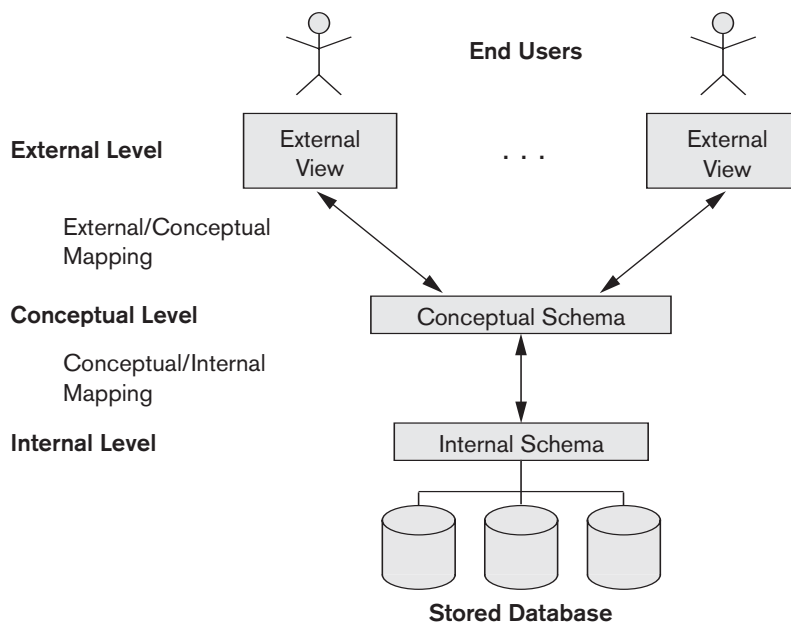 End Users
External Level
External
View
. . .
External
View
External/Conceptual
Mapping
Conceptual Level
Conceptual Schema
Conceptual/Internal
Mapping
Internal Level
Internal Schema
Stored Database